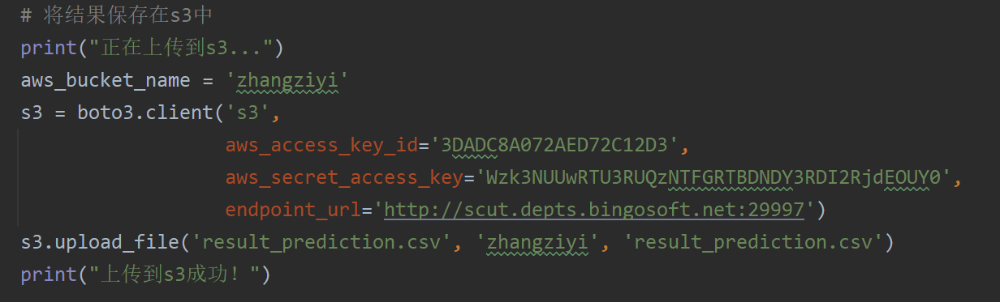 # 将结果保存在s3中
print("正在上传到s3...")
aws_bucket_name = 'zhangziyi'
s3 = boto3.client('s3',
aws_access_key_id='3DADC8A072AED72C12D3',
aws_secret_access_key='Wzk3NUUwRTU3RUQzNTFGRTBDNDY3RDI2RjdEOUY0',
endpoint_url='http://scut.depts.bingosoft.net:29997')
s3.upload_file('result_prediction.csv', 'zhangziyi', 'result_prediction.csv')
print("上传到s3成功！")